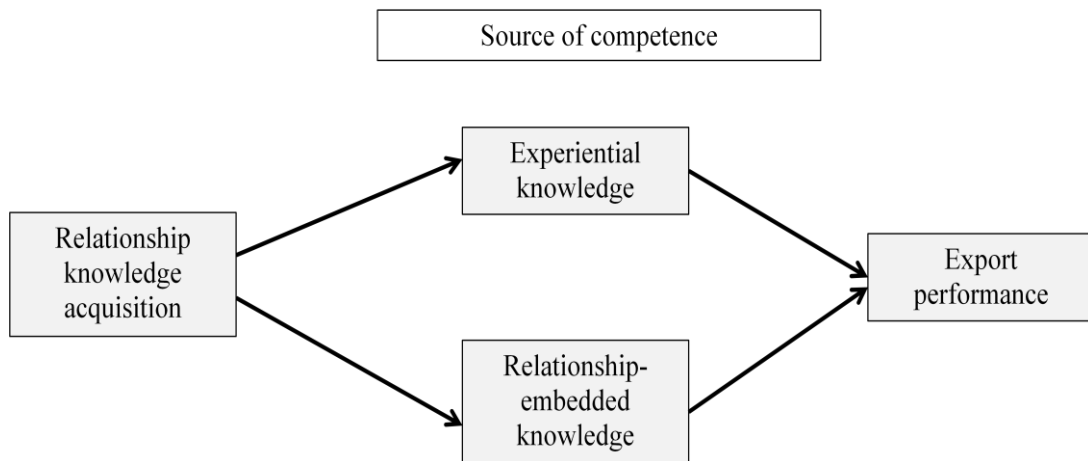 Source of competence
Experiential
knowledge
Relationship
knowledge
acquisition
Export
performance
Relationship-
embedded
knowledge